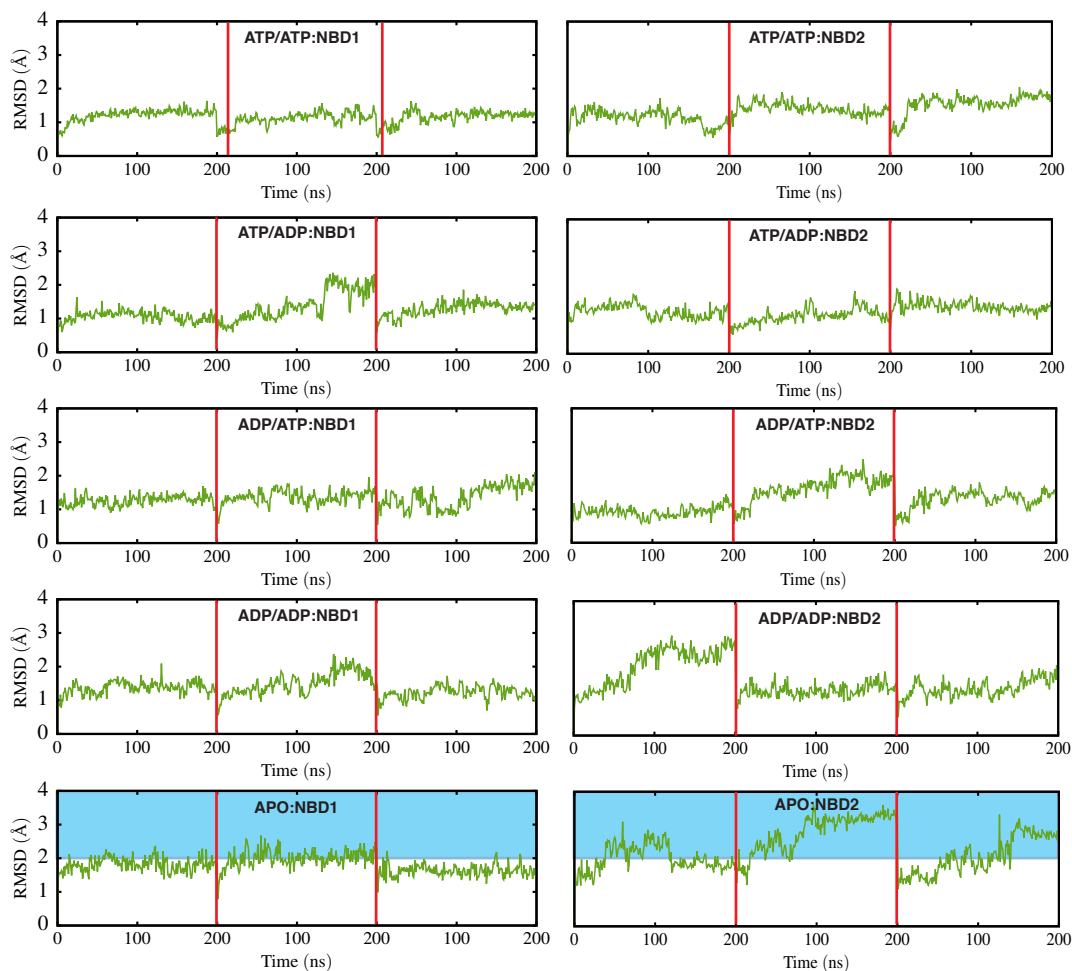 4 ATP/ATP:NBD1
3
2
1
0
RMSD (Å)
0 100 200 100 200 100 200
Time (ns)
ATP/ATP:NBD2
0 100 200 100 200 100 200
Time (ns)
4 ATP/ADP:NBD1
3
2
1
0
RMSD (Å)
0 100 200 100 200 100 200
Time (ns)
ATP/ADP:NBD2
0 100 200 100 200 100 200
Time (ns)
4 ADP/ATP:NBD1
3
2
1
0
RMSD (Å)
0 100 200 100 200 100 200
Time (ns)
ADP/ATP:NBD2
0 100 200 100 200 100 200
Time (ns)
4 ADP/ADP:NBD1
3
2
1
0
RMSD (Å)
0 100 200 100 200 100 200
Time (ns)
ADP/ADP:NBD2
0 100 200 100 200 100 200
Time (ns)
4 APO:NBD1
3
2
1
0
RMSD (Å)
0 100 200 100 200 100 200
Time (ns)
APO:NBD2
0 100 200 100 200 100 200
Time (ns)